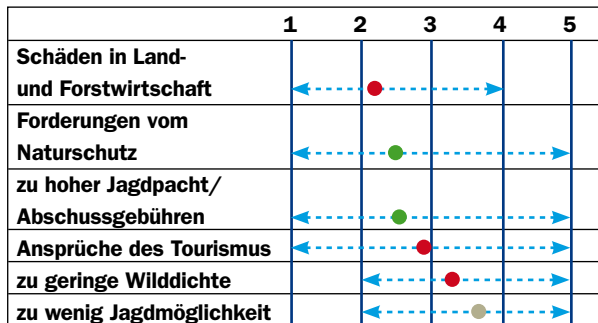 1 2 3 4 5
Schäden in Land-
und Forstwirtschaft
Forderungen vom
Naturschutz
zu hoher Jagdpacht/
Abschussgebühren
Ansprüche des Tourismus
zu geringe Wilddichte
zu wenig Jagdmöglichkeit